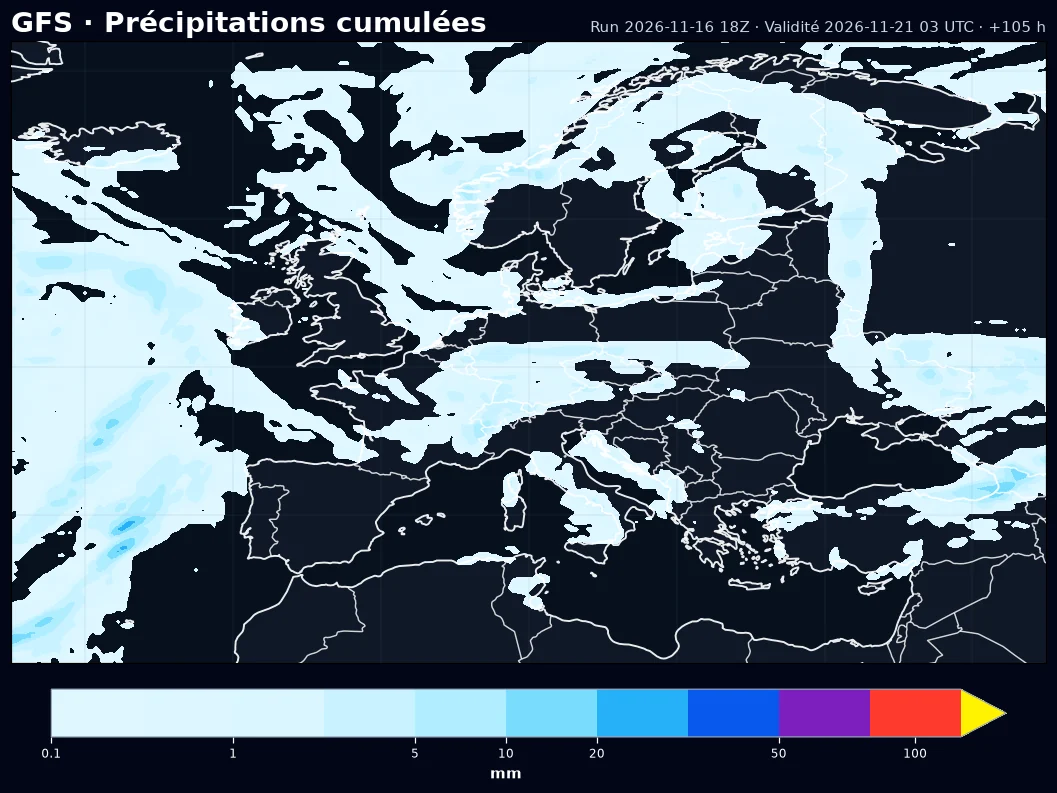 GFS · Précipitations cumulées
Run 2026-11-16 18Z · Validité 2026-11-21 03 UTC · +105 h
0.1 1 5 10 20 50 100
mm